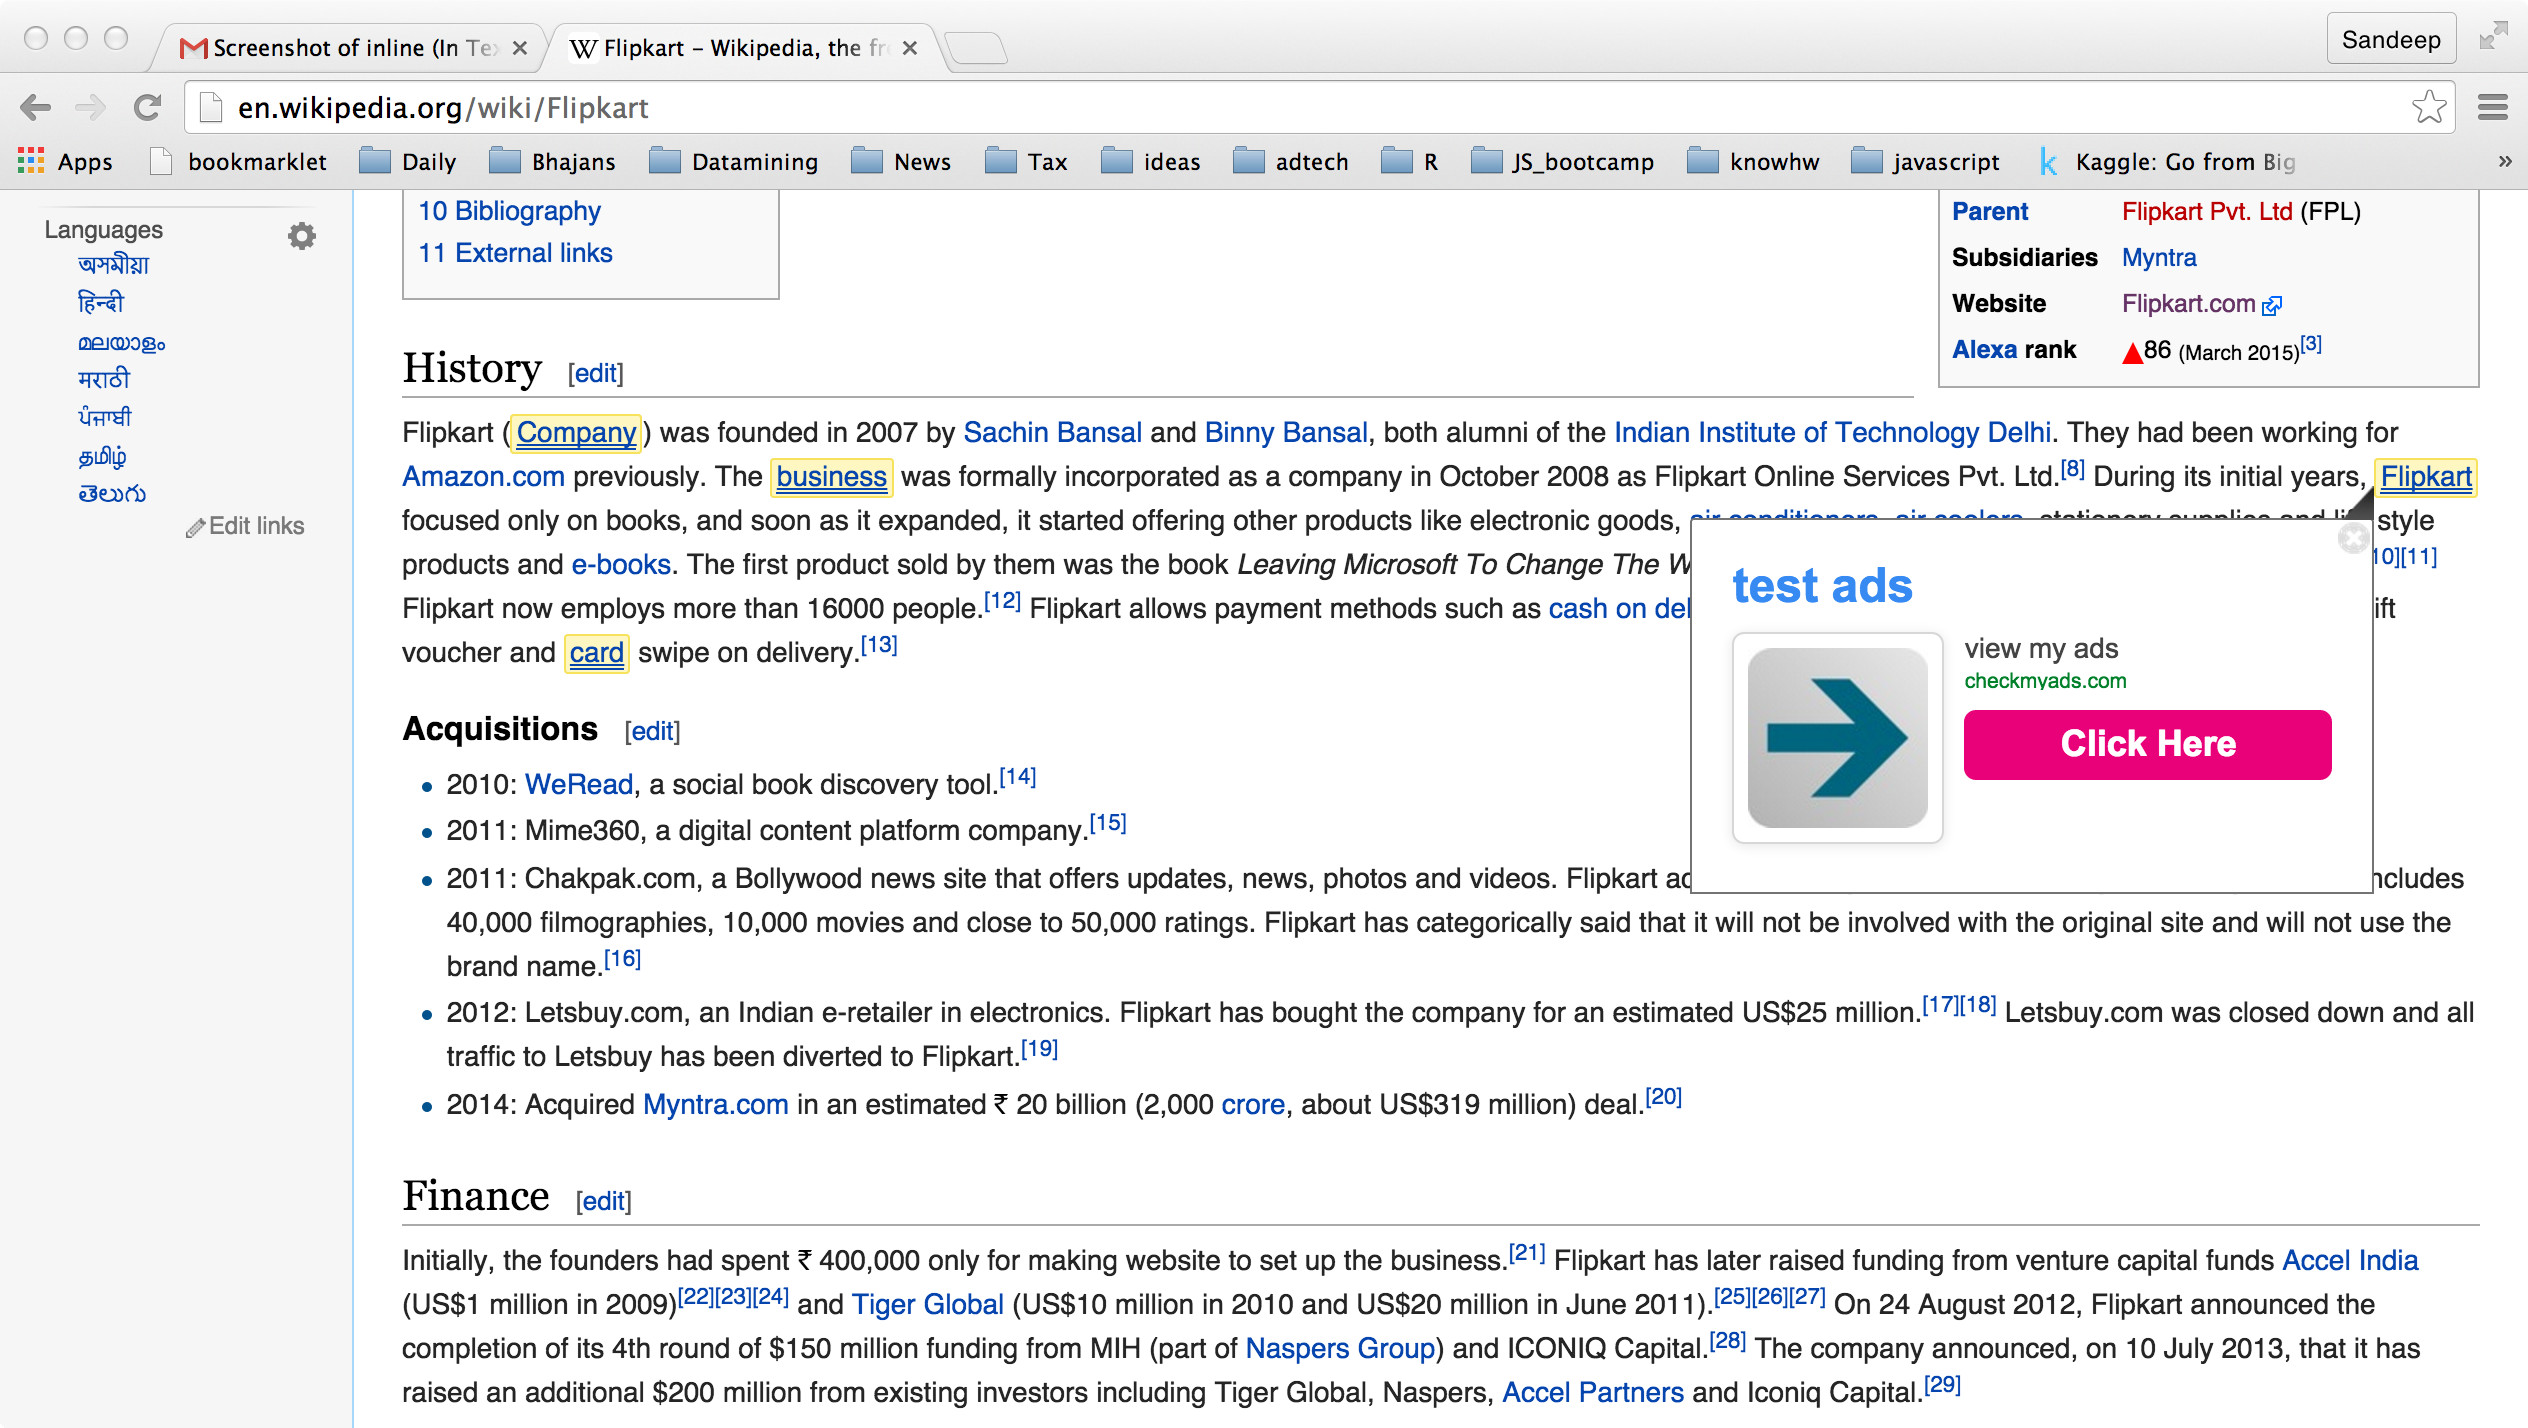 Screenshot of inline (In Tex
Flipkart – Wikipedia, the fr
Sandeep
en.wikipedia.org/wiki/Flipkart
Apps bookmarklet Daily Bhajans Datamining News Tax ideas adtech R JS_bootcamp knowhw javascript Kaggle: Go from Big »
Languages
অসমীয়া
हिन्दी
മലയാളം
मराठी
ਪੰਜਾਬੀ
தமிழ்
తెలుగు
Edit links
10 Bibliography
11 External links
Parent Flipkart Pvt. Ltd (FPL)
Subsidiaries Myntra
Website Flipkart.com
Alexa rank ▲86 (March 2015)[3]
History [edit]
Flipkart (Company) was founded in 2007 by Sachin Bansal and Binny Bansal, both alumni of the Indian Institute of Technology Delhi. They had been working for
Amazon.com previously. The business was formally incorporated as a company in October 2008 as Flipkart Online Services Pvt. Ltd.[8] During its initial years, Flipkart
focused only on books, and soon as it expanded, it started offering other products like electronic goods, air conditioners, air coolers, stationery supplies and life style
products and e-books. The first product sold by them was the book Leaving Microsoft To Change The W 10][11]
Flipkart now employs more than 16000 people.[12] Flipkart allows payment methods such as cash on del ift
voucher and card swipe on delivery.[13]
test ads
view my ads
checkmyads.com
Click Here
Acquisitions [edit]
• 2010: WeRead, a social book discovery tool.[14]
• 2011: Mime360, a digital content platform company.[15]
• 2011: Chakpak.com, a Bollywood news site that offers updates, news, photos and videos. Flipkart ac ncludes
40,000 filmographies, 10,000 movies and close to 50,000 ratings. Flipkart has categorically said that it will not be involved with the original site and will not use the
brand name.[16]
• 2012: Letsbuy.com, an Indian e-retailer in electronics. Flipkart has bought the company for an estimated US$25 million.[17][18] Letsbuy.com was closed down and all
traffic to Letsbuy has been diverted to Flipkart.[19]
• 2014: Acquired Myntra.com in an estimated ₹ 20 billion (2,000 crore, about US$319 million) deal.[20]
Finance [edit]
Initially, the founders had spent ₹ 400,000 only for making website to set up the business.[21] Flipkart has later raised funding from venture capital funds Accel India
(US$1 million in 2009)[22][23][24] and Tiger Global (US$10 million in 2010 and US$20 million in June 2011).[25][26][27] On 24 August 2012, Flipkart announced the
completion of its 4th round of $150 million funding from MIH (part of Naspers Group) and ICONIQ Capital.[28] The company announced, on 10 July 2013, that it has
raised an additional $200 million from existing investors including Tiger Global, Naspers, Accel Partners and Iconiq Capital.[29]